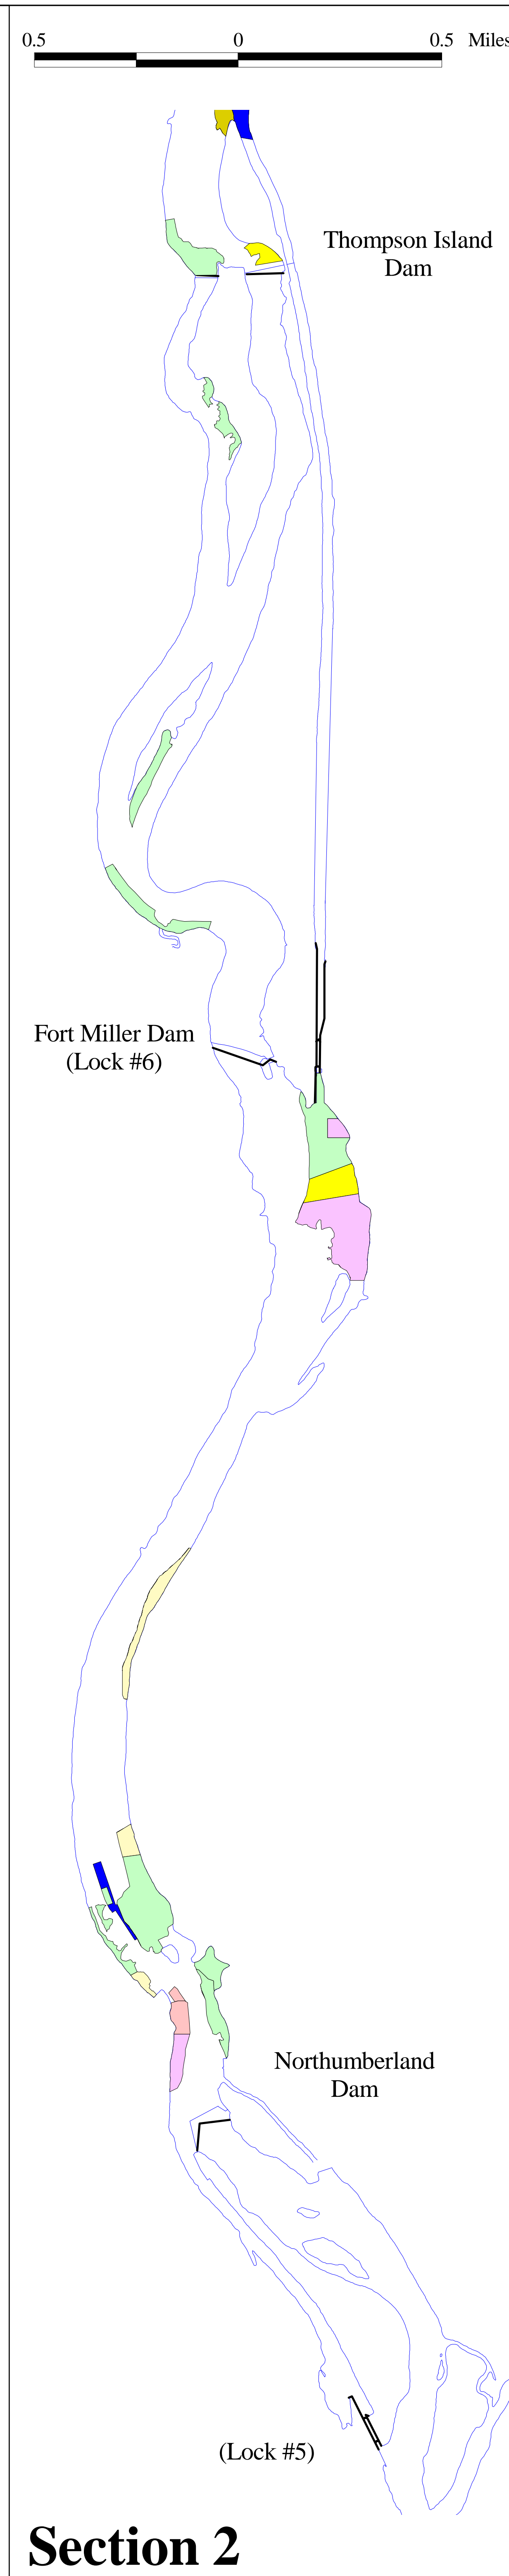 0.5 0 0.5 Miles
Thompson Island
Dam
Fort Miller Dam
(Lock #6)
Northumberland
Dam
(Lock #5)
Section 2